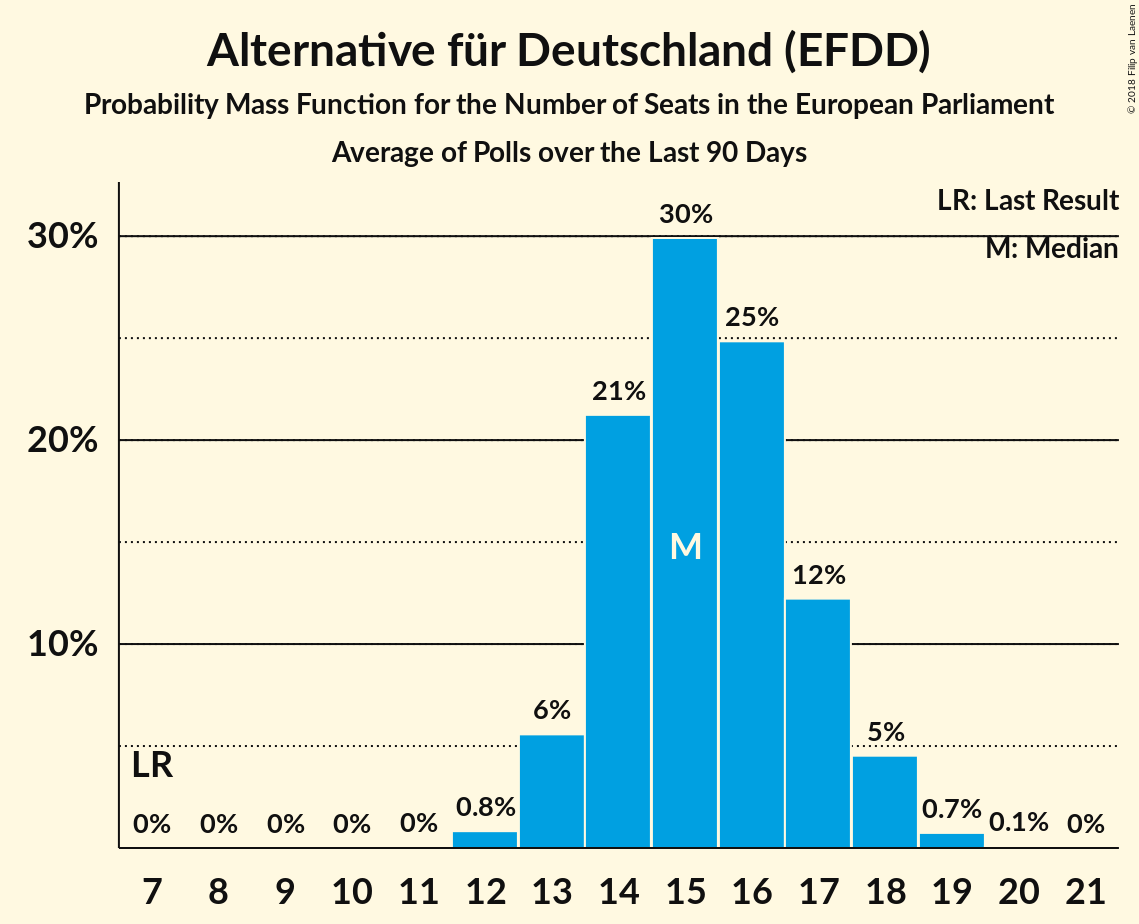 Alternative für Deutschland (EFDD)
Probability Mass Function for the Number of Seats in the European Parliament
Average of Polls over the Last 90 Days
© 2018 Filip van Laenen
LR: Last Result
M: Median
30%
20%
10%
30%
25%
21%
M
12%
6%
5%
LR
0% 0% 0% 0% 0% 0.8% 0.7% 0.1% 0%
7 8 9 10 11 12 13 14 15 16 17 18 19 20 21